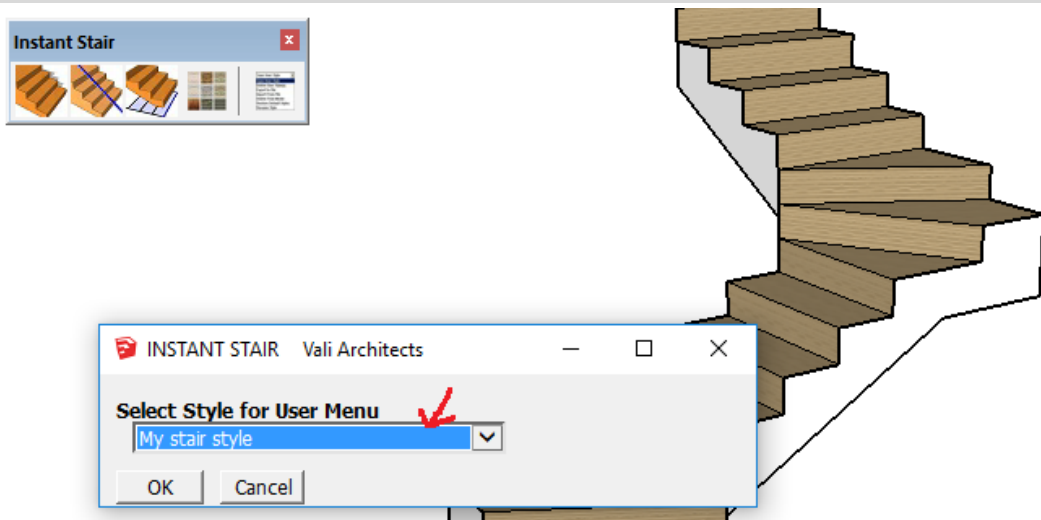 Instant Stair
INSTANT STAIR Vali Architects
Select Style for User Menu
My stair style
OK Cancel